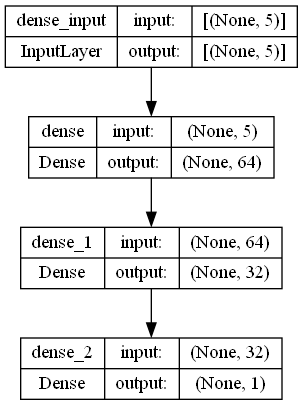 dense_input input: [(None, 5)]
InputLayer output: [(None, 5)]
dense input: (None, 5)
Dense output: (None, 64)
dense_1 input: (None, 64)
Dense output: (None, 32)
dense_2 input: (None, 32)
Dense output: (None, 1)